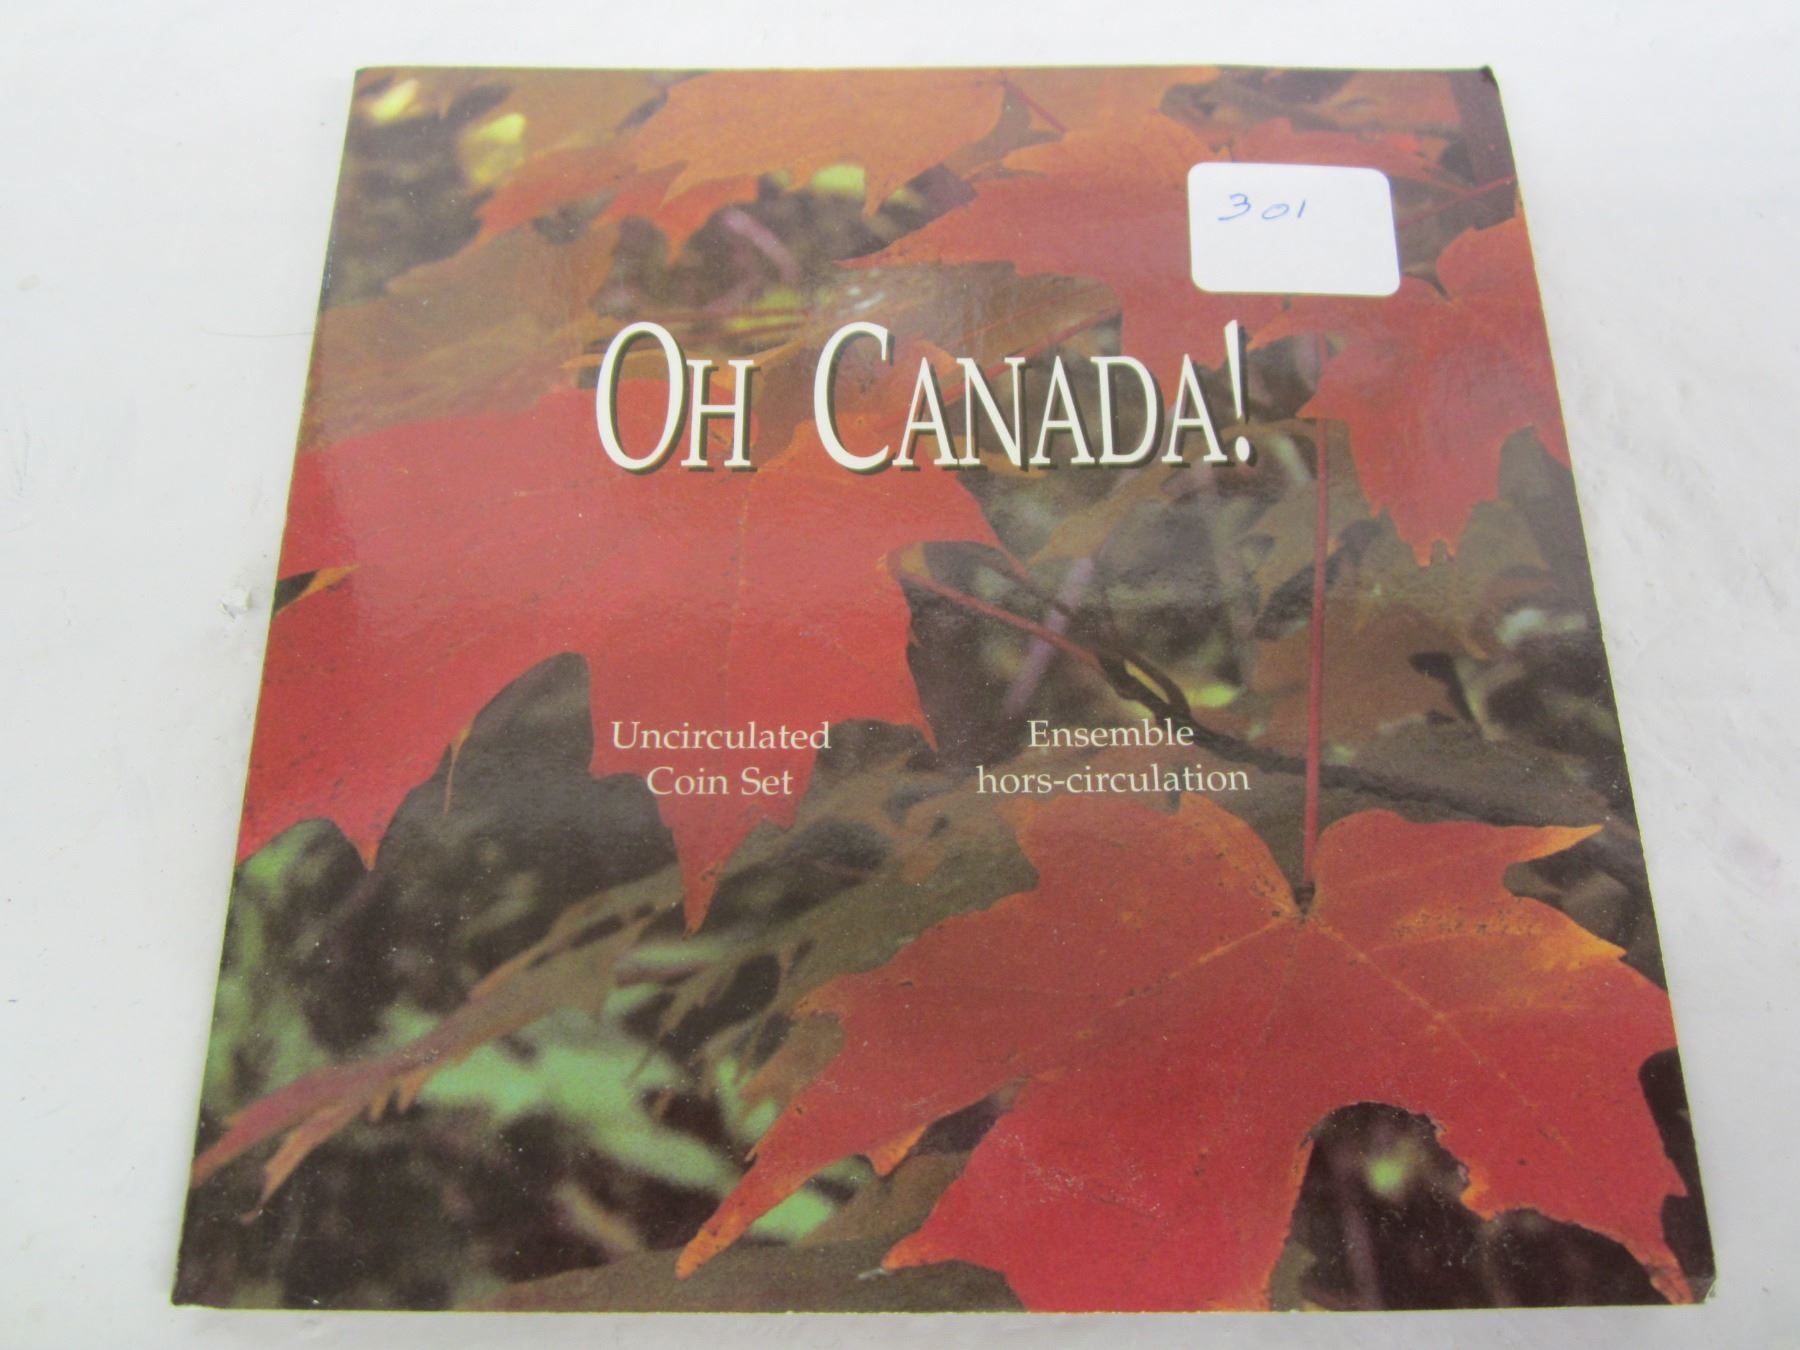 301
OH CANADA!
Uncirculated
Coin Set
Ensemble
hors-circulation